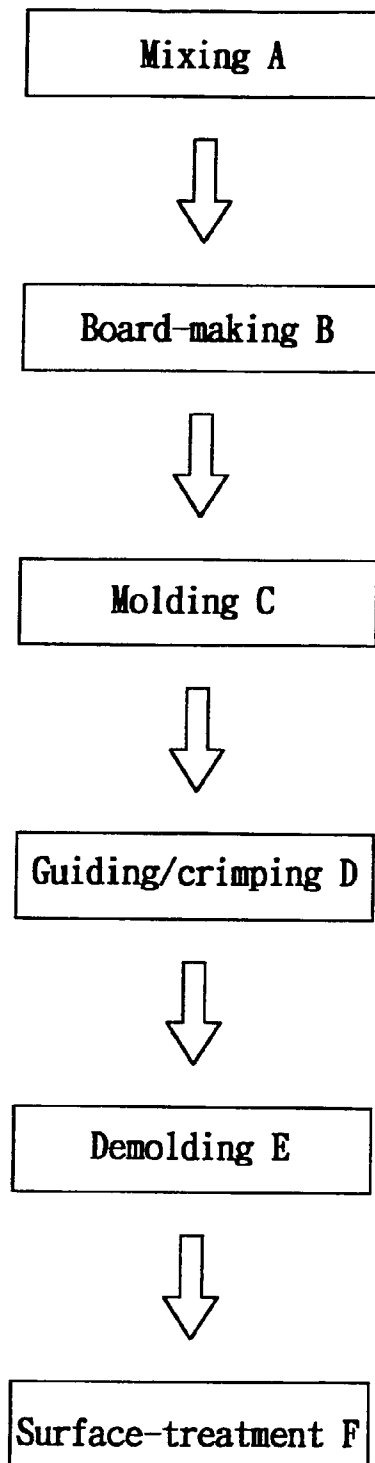 Mixing A
Board-making B
Molding C
Guiding/crimping D
Demolding E
Surface-treatment F